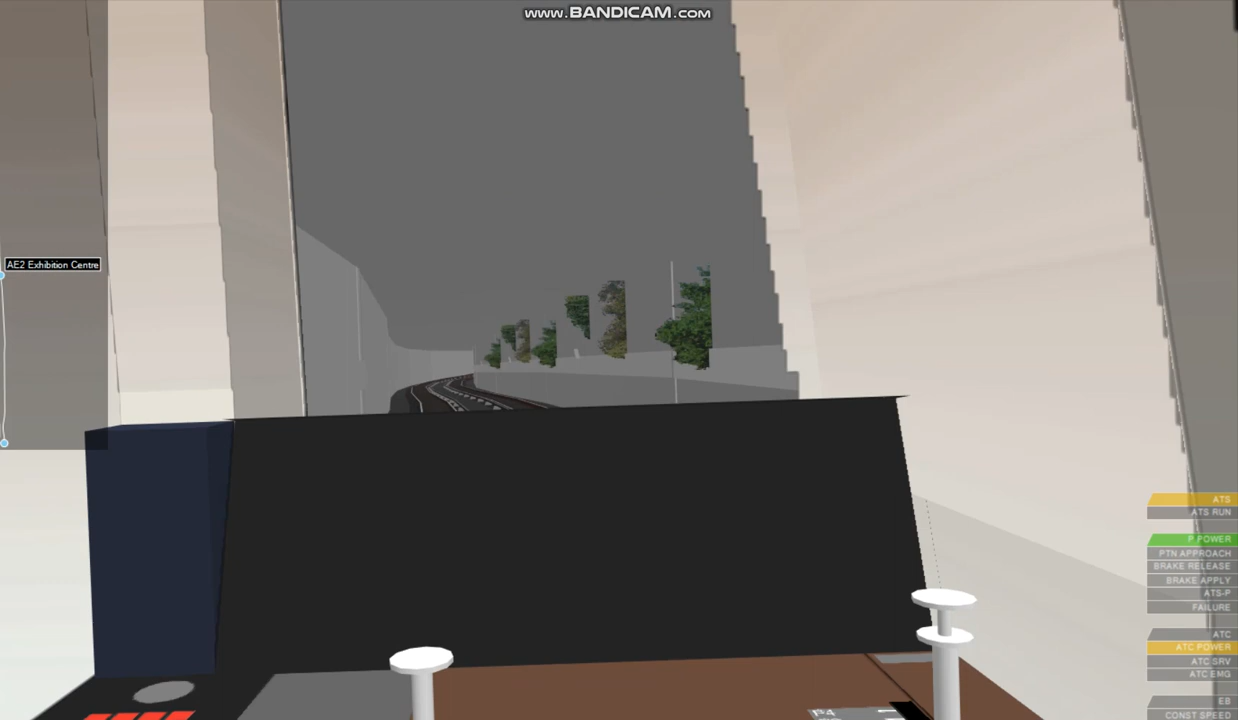 www.BANDICAM.com
AE2 Exhibition Centre
ATS
ATS RUN
P POWER
PTN APPROACH
BRAKE RELEASE
BRAKE APPLY
ATS-P
FAILURE
ATC
ATC POWER
ATC SRV
ATC EMG
EB
CONST SPEED